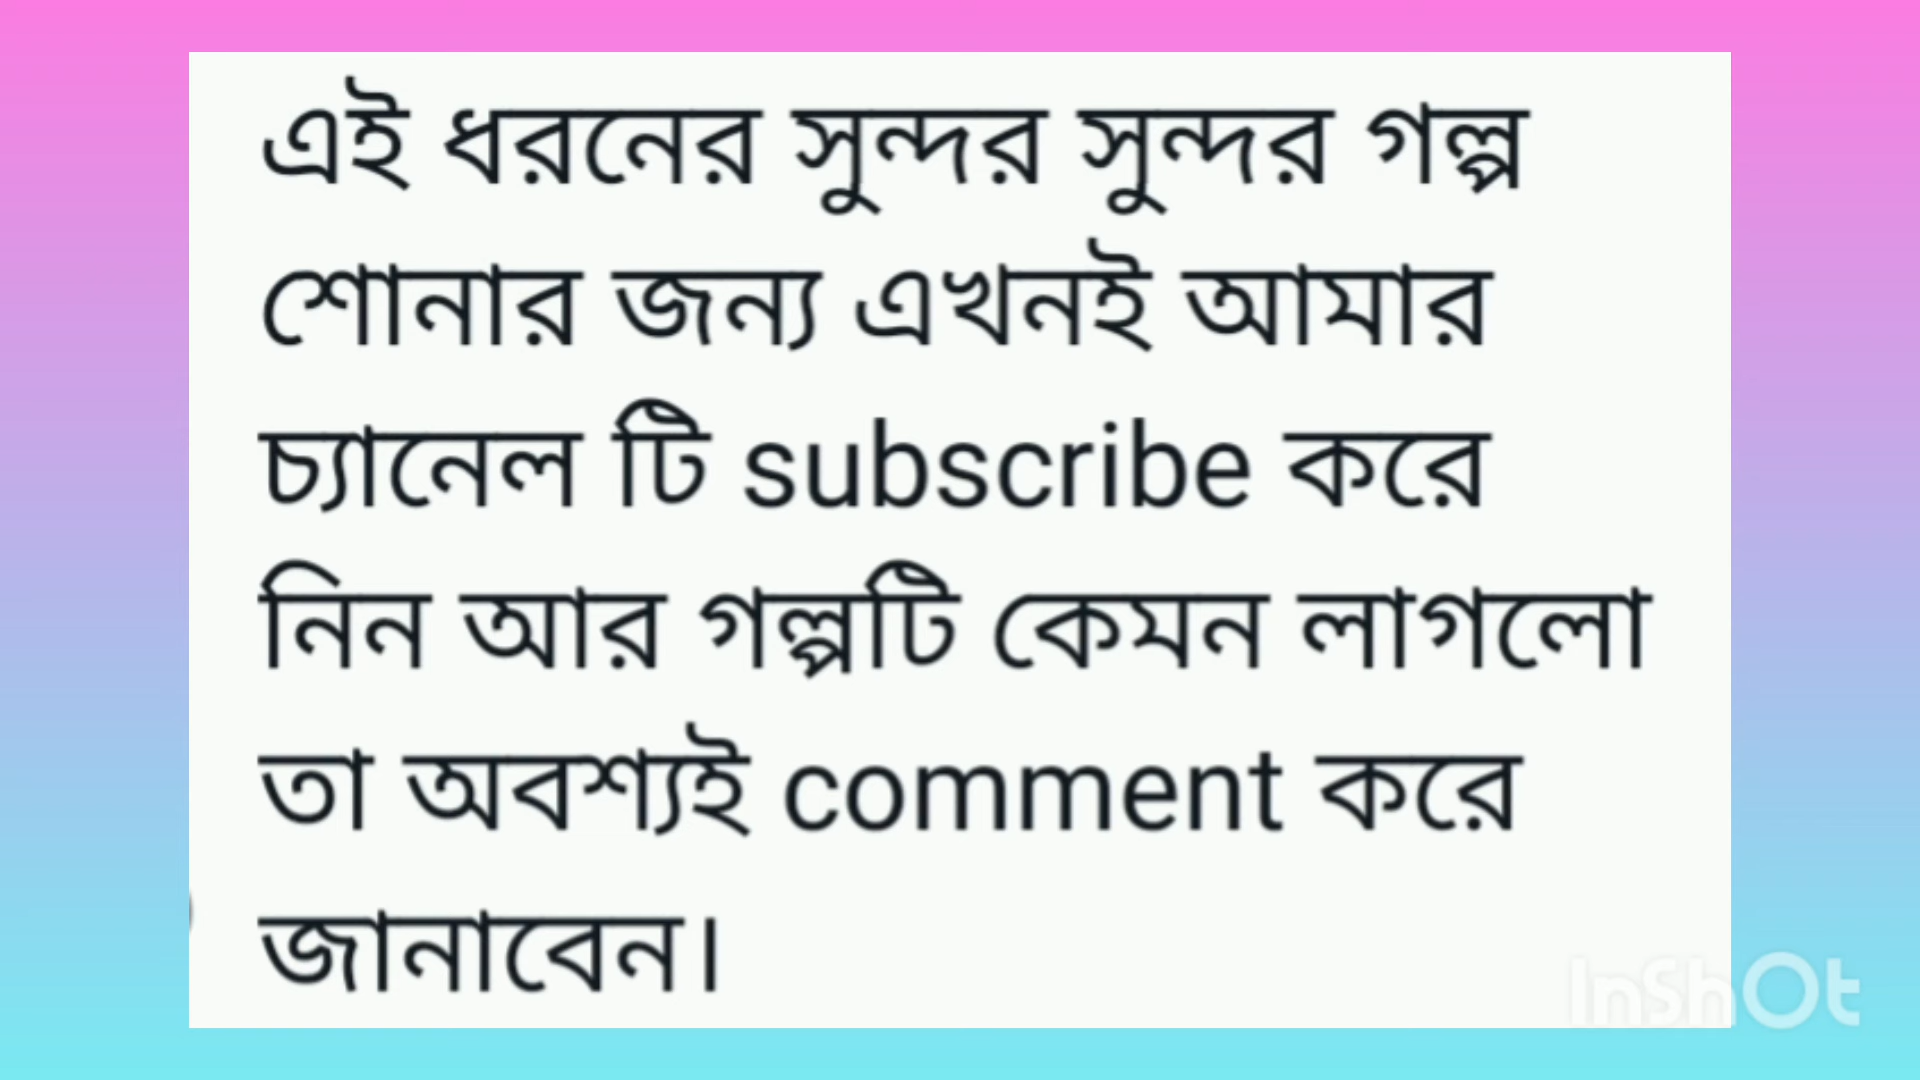 এই ধরনের সুন্দর সুন্দর গল্প
শোনার জন্য এখনই আমার
চ্যানেল টি subscribe করে
নিন আর গল্পটি কেমন লাগলো
তা অবশ্যই comment করে
জানাবেন।
InShOt